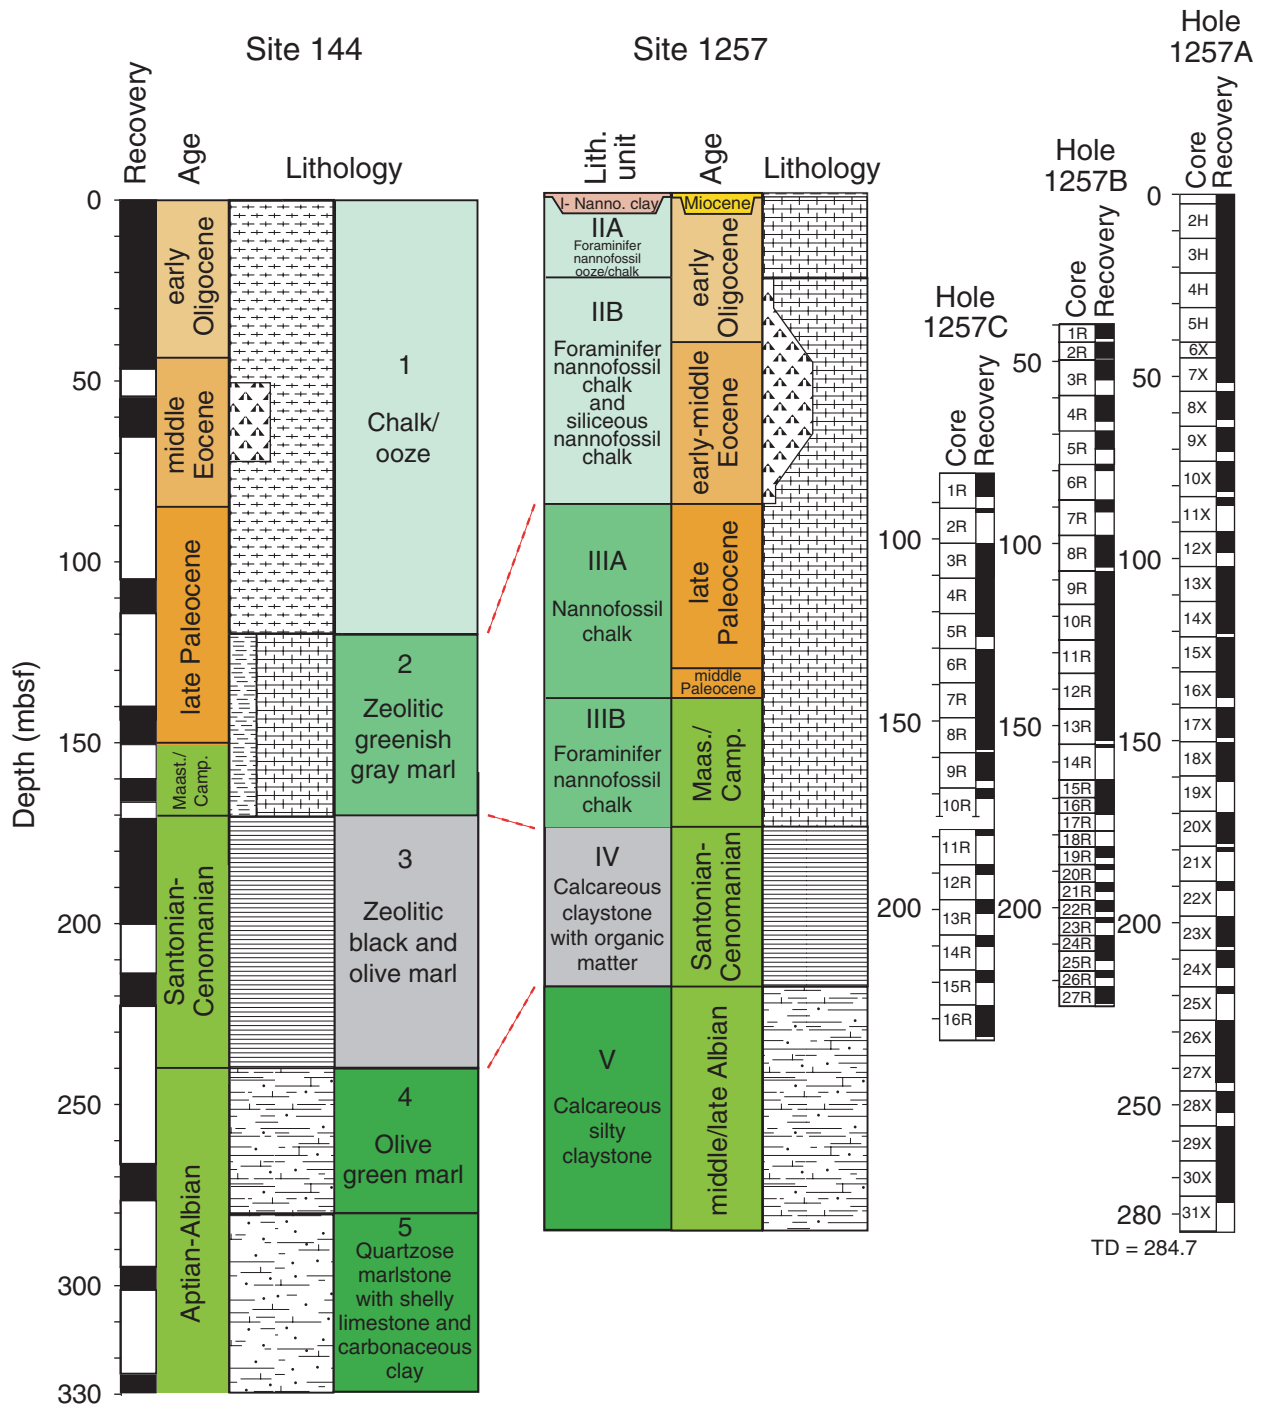 Site 144
Site 1257
Hole
1257A
Hole
1257B
Hole
1257C
Recovery
Age
Lithology
Lith.
unit
Age
Lithology
Core
Recovery
Core
Recovery
Core
Recovery
Depth (mbsf)
0
50
100
150
200
250
300
330
early
Oligocene
middle
Eocene
late Paleocene
Maast./
Camp.
Santonian-
Cenomanian
Aptian-Albian
1
Chalk/
ooze
2
Zeolitic
greenish
gray marl
3
Zeolitic
black and
olive marl
4
Olive
green marl
5
Quartzose
marlstone
with shelly
limestone and
carbonaceous
clay
I- Nanno. clay
IIA
Foraminifer
nannofossil
ooze/chalk
IIB
Foraminifer
nannofossil
chalk
and
siliceous
nannofossil
chalk
IIIA
Nannofossil
chalk
IIIB
Foraminifer
nannofossil
chalk
IV
Calcareous
claystone
with organic
matter
V
Calcareous
silty
claystone
Miocene
early
Oligocene
early-middle
Eocene
late
Paleocene
middle
Paleocene
Maas./
Camp.
Santonian-
Cenomanian
middle/late Albian
100
150
200
1R
2R
3R
4R
5R
6R
7R
8R
9R
10R
11R
12R
13R
14R
15R
16R
50
100
150
200
1R
2R
3R
4R
5R
6R
7R
8R
9R
10R
11R
12R
13R
14R
15R
16R
17R
18R
19R
20R
21R
22R
23R
24R
25R
26R
27R
0
50
100
150
200
250
280
2H
3H
4H
5H
6X
7X
8X
9X
10X
11X
12X
13X
14X
15X
16X
17X
18X
19X
20X
21X
22X
23X
24X
25X
26X
27X
28X
29X
30X
31X
TD = 284.7